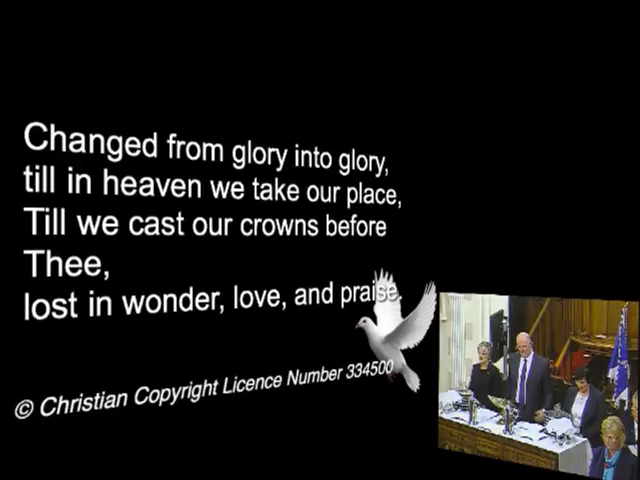 Changed from glory into glory,
till in heaven we take our place,
Till we cast our crowns before
Thee,
lost in wonder, love, and praise.
© Christian Copyright Licence Number 334500